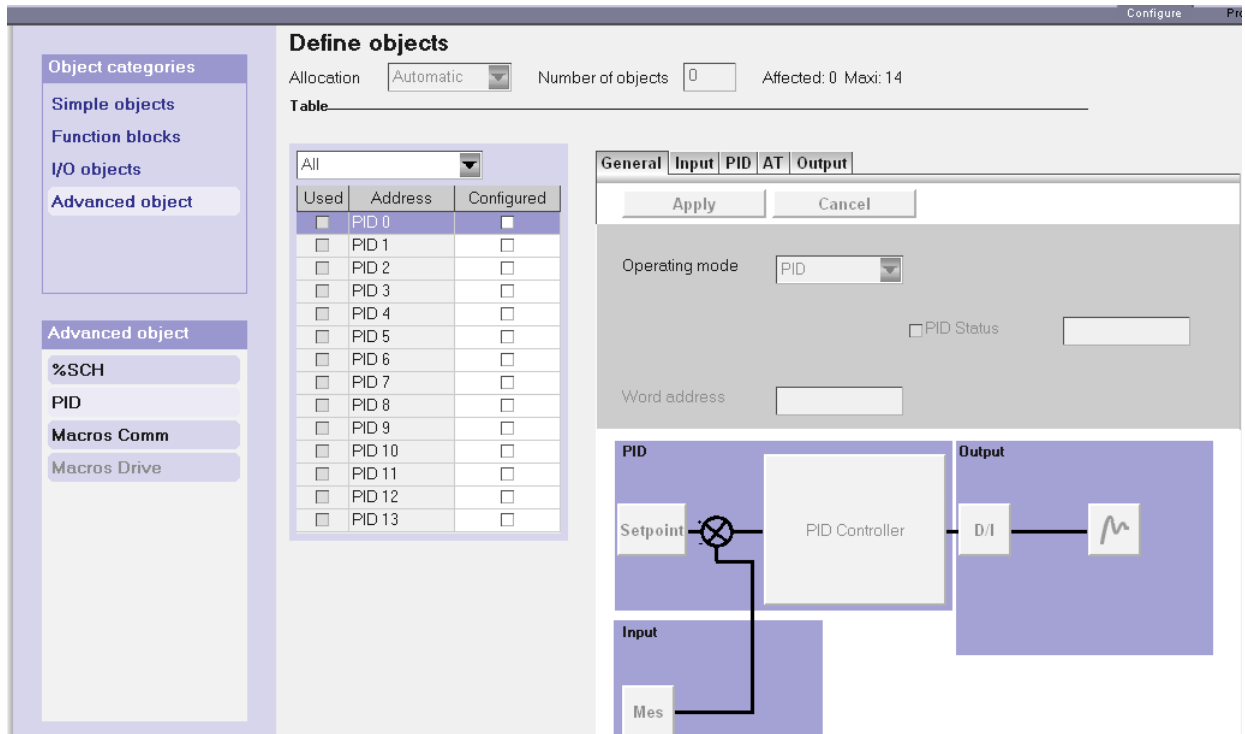 Configure
Define objects
Object categories
Simple objects
Function blocks
I/O objects
Advanced object
Allocation Automatic Number of objects 0 Affected: 0 Maxi: 14
Table
All
Used Address Configured
PID 0
PID 1
PID 2
PID 3
PID 4
PID 5
PID 6
PID 7
PID 8
PID 9
PID 10
PID 11
PID 12
PID 13
Advanced object
%SCH
PID
Macros Comm
Macros Drive
General Input PID AT Output
Apply Cancel
Operating mode PID
PID Status
Word address
PID
Output
Setpoint
PID Controller
D/I
Input
Mes